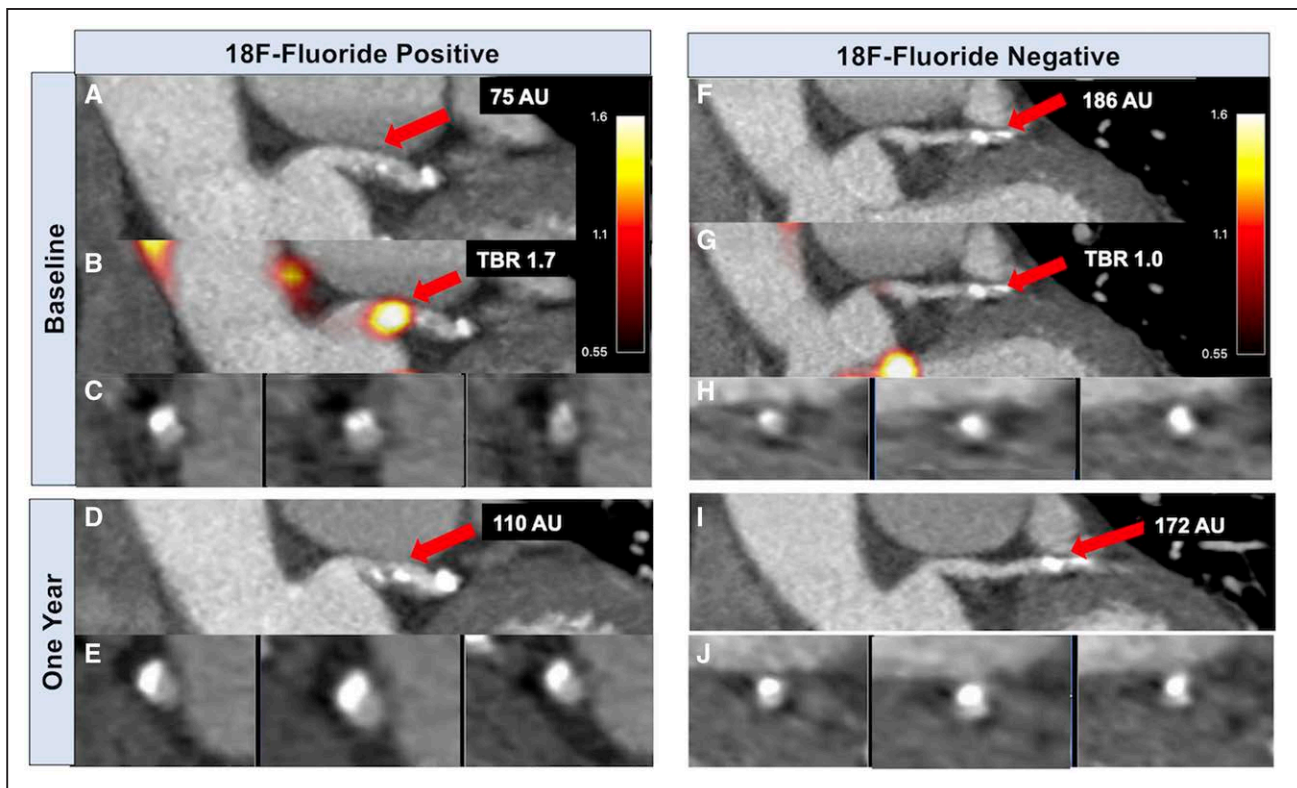 18F-Fluoride Positive
18F-Fluoride Negative
Baseline
A
75 AU
B
TBR 1.7
C
F
186 AU
1.6
1.1
0.55
G
TBR 1.0
1.6
1.1
0.55
H
One Year
D
110 AU
E
I
172 AU
J